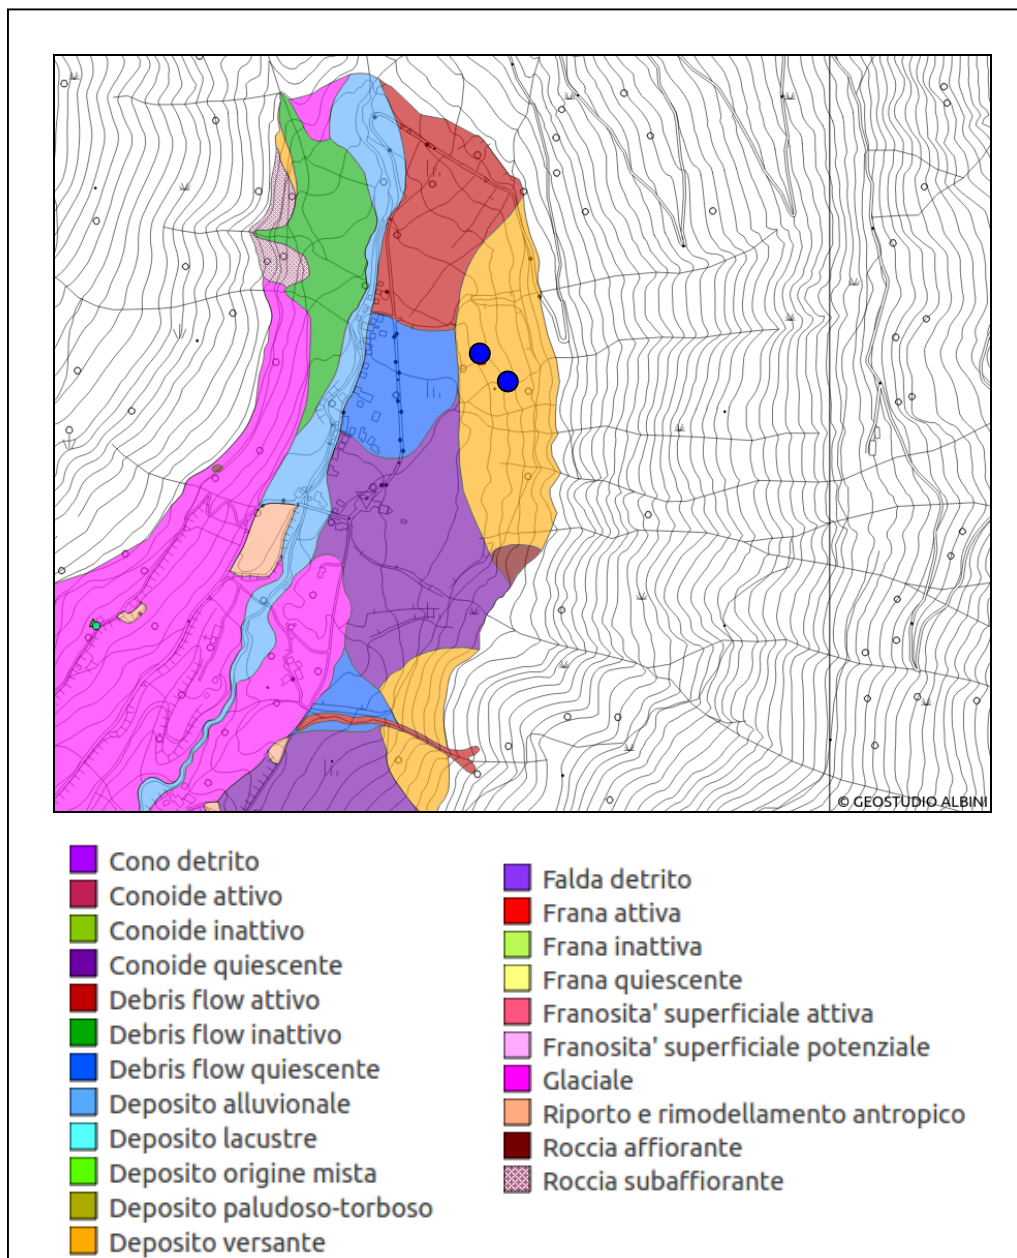 © GEOSTUDIO ALBINI
Cono detrito
Conoide attivo
Conoide inattivo
Conoide quiescente
Debris flow attivo
Debris flow inattivo
Debris flow quiescente
Deposito alluvionale
Deposito lacustre
Deposito origine mista
Deposito paludoso-torboso
Deposito versante
Falda detrito
Frana attiva
Frana inattiva
Frana quiescente
Franosita' superficiale attiva
Franosita' superficiale potenziale
Glaciale
Riporto e rimodellamento antropico
Roccia affiorante
Roccia subaffiorante